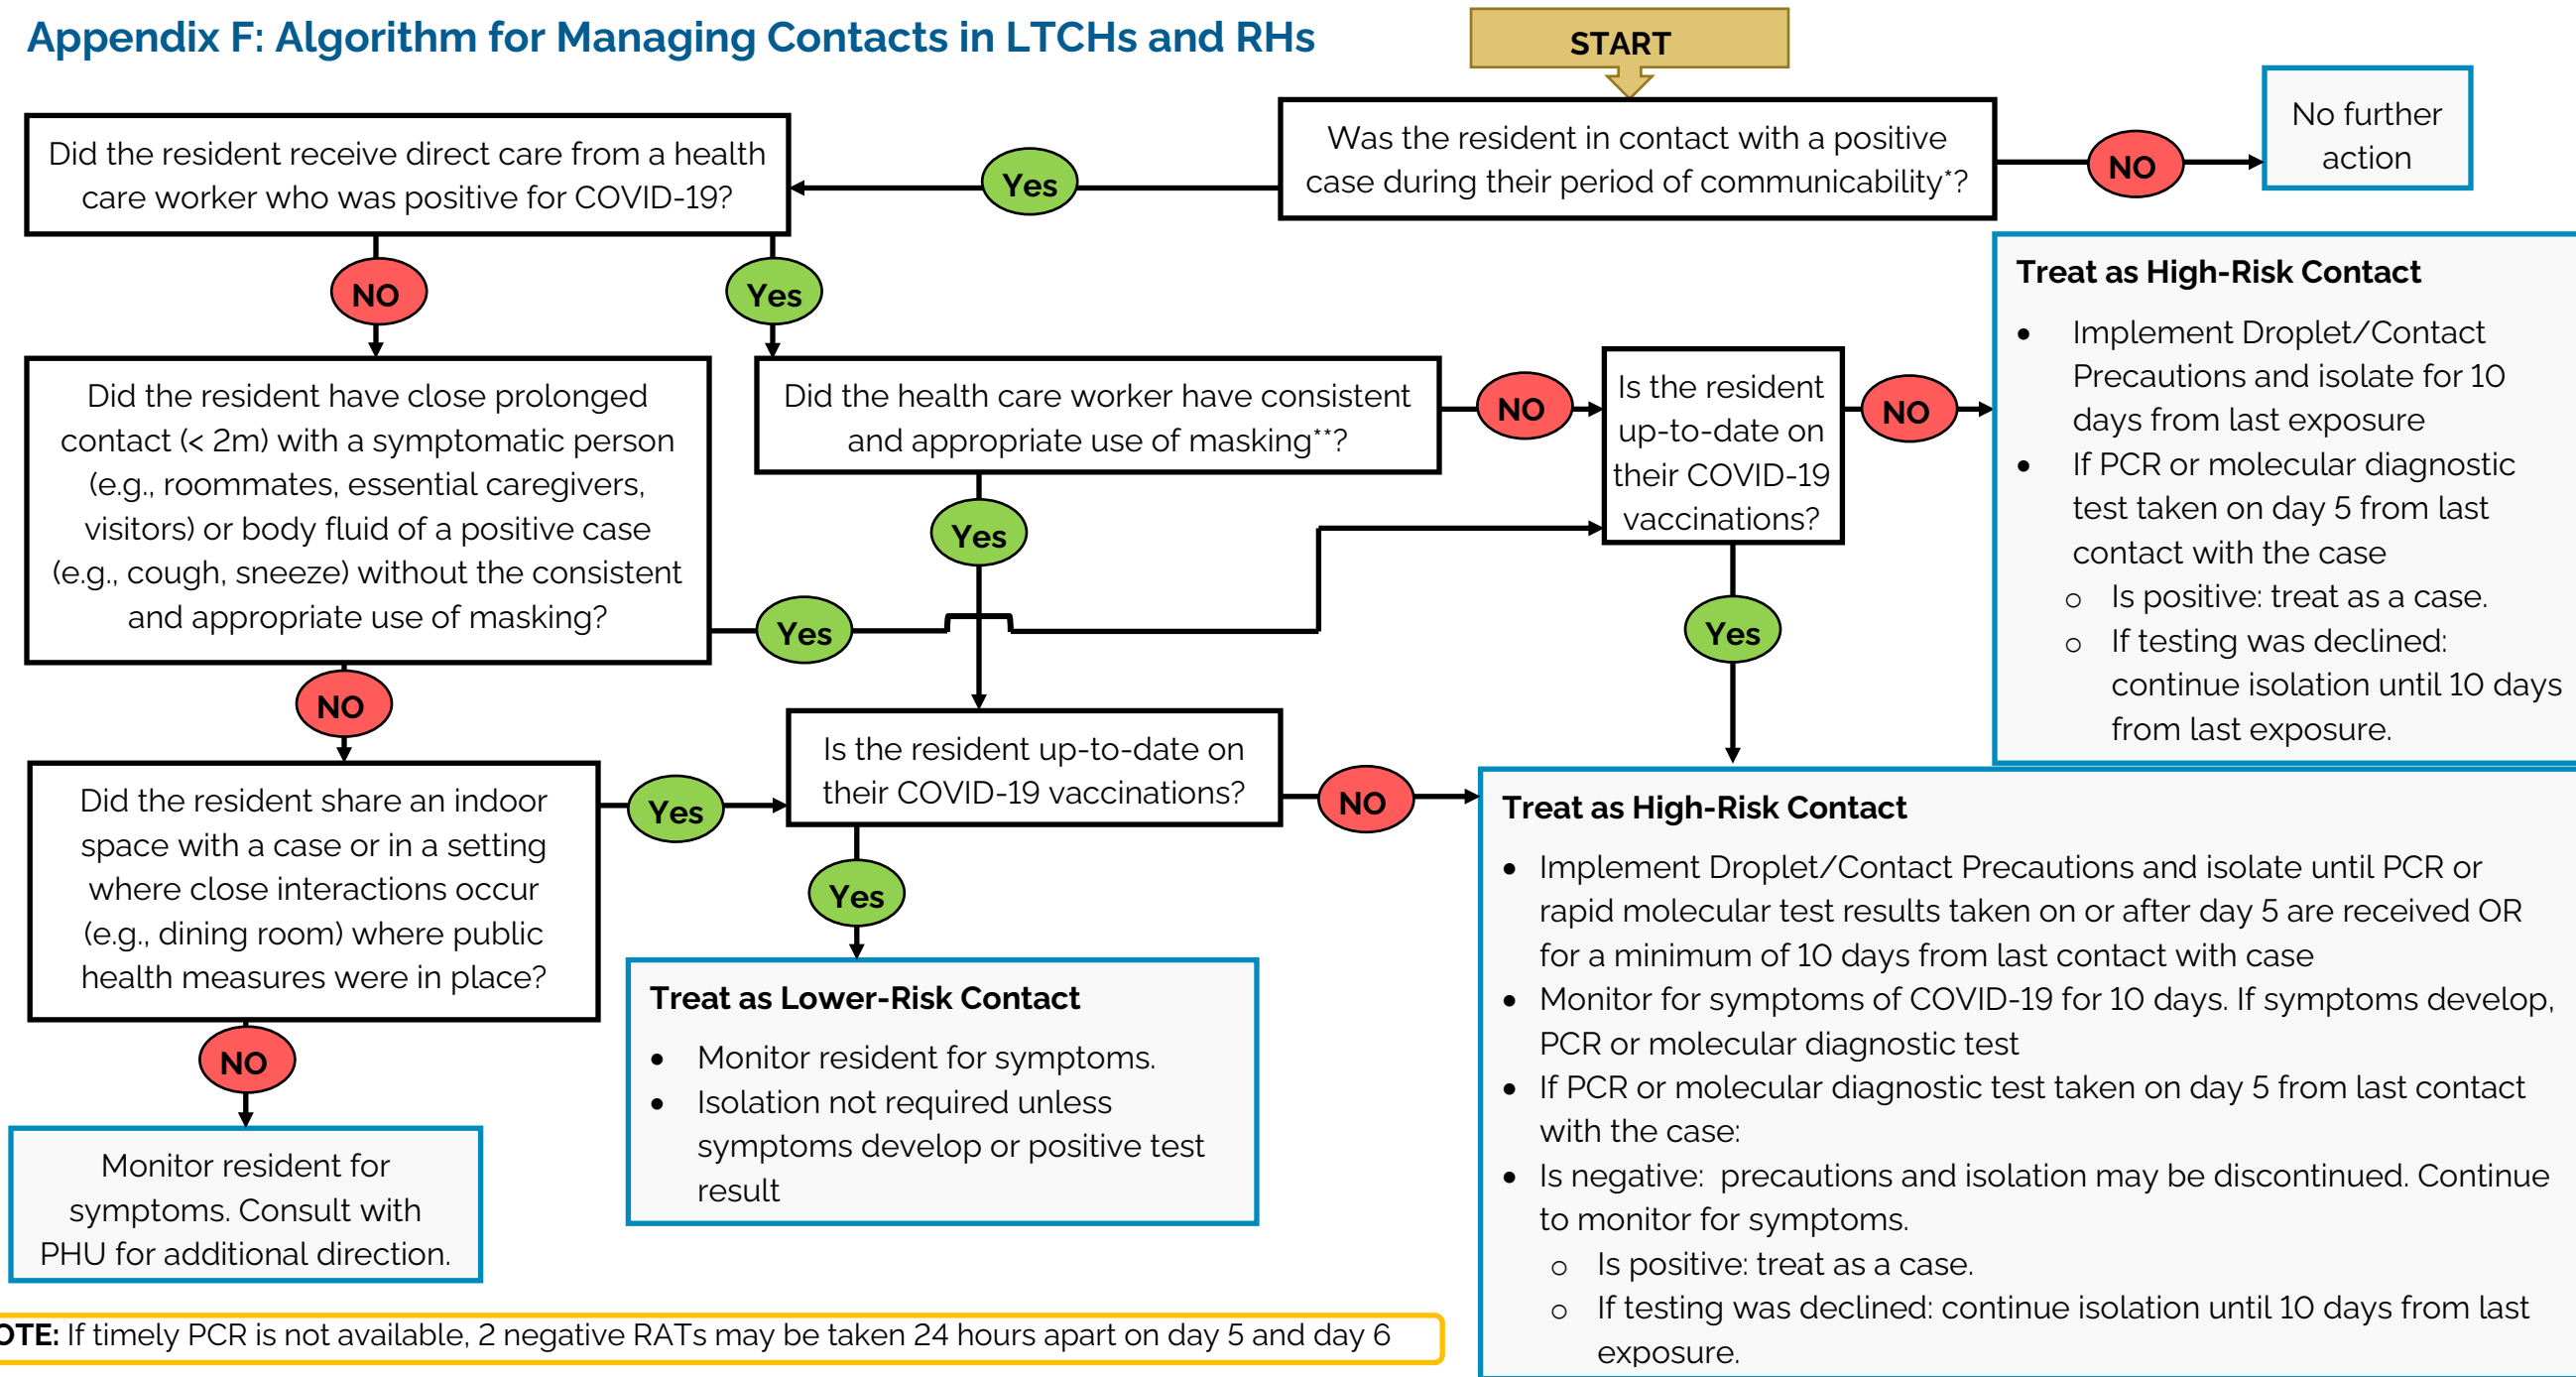 Appendix F: Algorithm for Managing Contacts in LTCHs and RHs
START
Was the resident in contact with a positive
case during their period of communicability*?
NO
No further
action
Yes
Did the resident receive direct care from a health
care worker who was positive for COVID-19?
NO
Yes
Did the resident have close prolonged
contact (< 2m) with a symptomatic person
(e.g., roommates, essential caregivers,
visitors) or body fluid of a positive case
(e.g., cough, sneeze) without the consistent
and appropriate use of masking?
Did the health care worker have consistent
and appropriate use of masking**?
NO
Yes
Is the resident
up-to-date on
their COVID-19
vaccinations?
NO
Yes
Treat as High-Risk Contact
• Implement Droplet/Contact
Precautions and isolate for 10
days from last exposure
• If PCR or molecular diagnostic
test taken on day 5 from last
contact with the case
o Is positive: treat as a case.
o If testing was declined:
continue isolation until 10 days
from last exposure.
Yes
NO
Did the resident share an indoor
space with a case or in a setting
where close interactions occur
(e.g., dining room) where public
health measures were in place?
Yes
NO
Is the resident up-to-date on
their COVID-19 vaccinations?
NO
Yes
Treat as High-Risk Contact
• Implement Droplet/Contact Precautions and isolate until PCR or
rapid molecular test results taken on or after day 5 are received OR
for a minimum of 10 days from last contact with case
• Monitor for symptoms of COVID-19 for 10 days. If symptoms develop,
PCR or molecular diagnostic test
• If PCR or molecular diagnostic test taken on day 5 from last contact
with the case:
• Is negative: precautions and isolation may be discontinued. Continue
to monitor for symptoms.
o Is positive: treat as a case.
o If testing was declined: continue isolation until 10 days from last
exposure.
Treat as Lower-Risk Contact
• Monitor resident for symptoms.
• Isolation not required unless
symptoms develop or positive test
result
Monitor resident for
symptoms. Consult with
PHU for additional direction.
OTE: If timely PCR is not available, 2 negative RATs may be taken 24 hours apart on day 5 and day 6